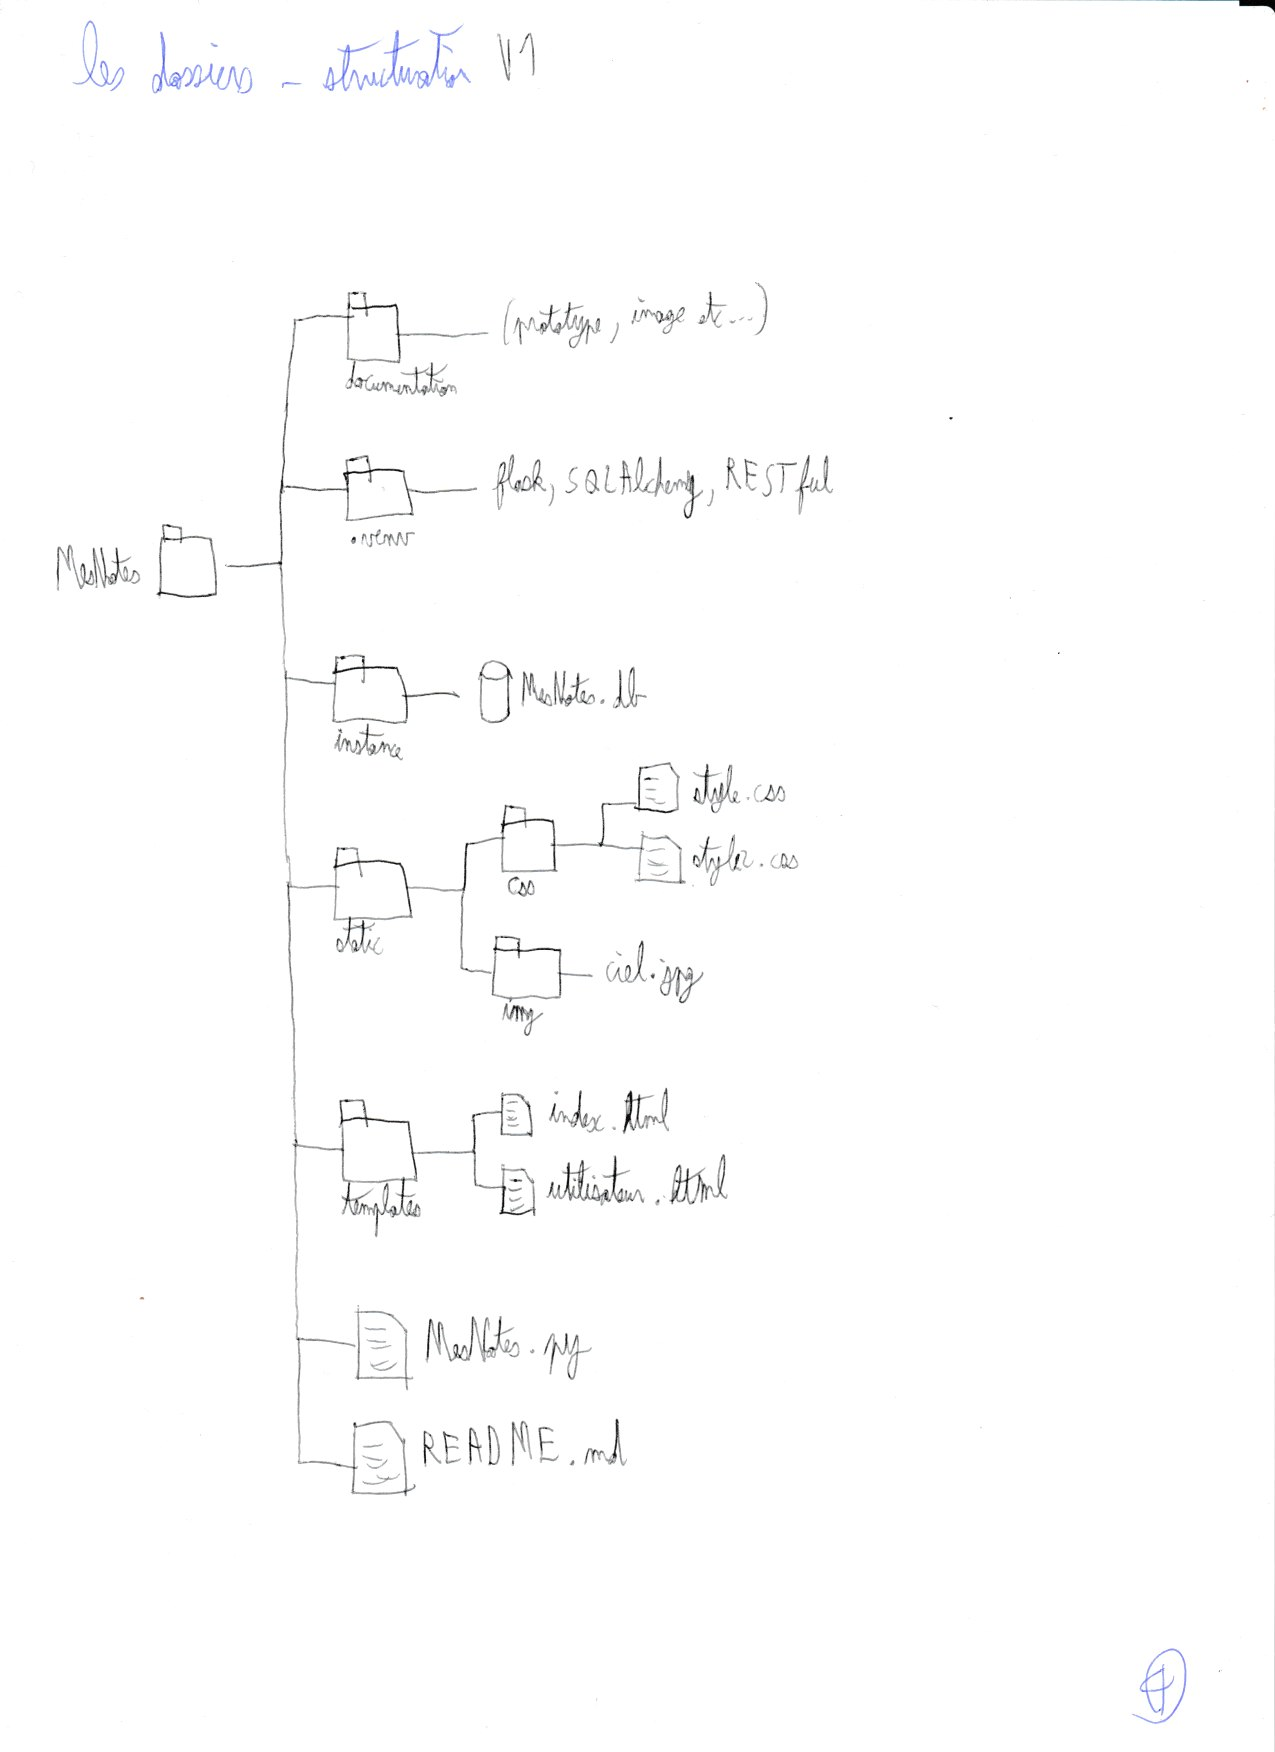 les dossiers - structuration V1
(prototype, image etc...)
documentation
flask, SQLAlchemy, RESTful
.venv
MesNotes
MesNotes.db
instance
style.css
style2.css
css
static
ciel.jpg
img
index.html
utilisateur.html
templates
MesNotes.py
README.md